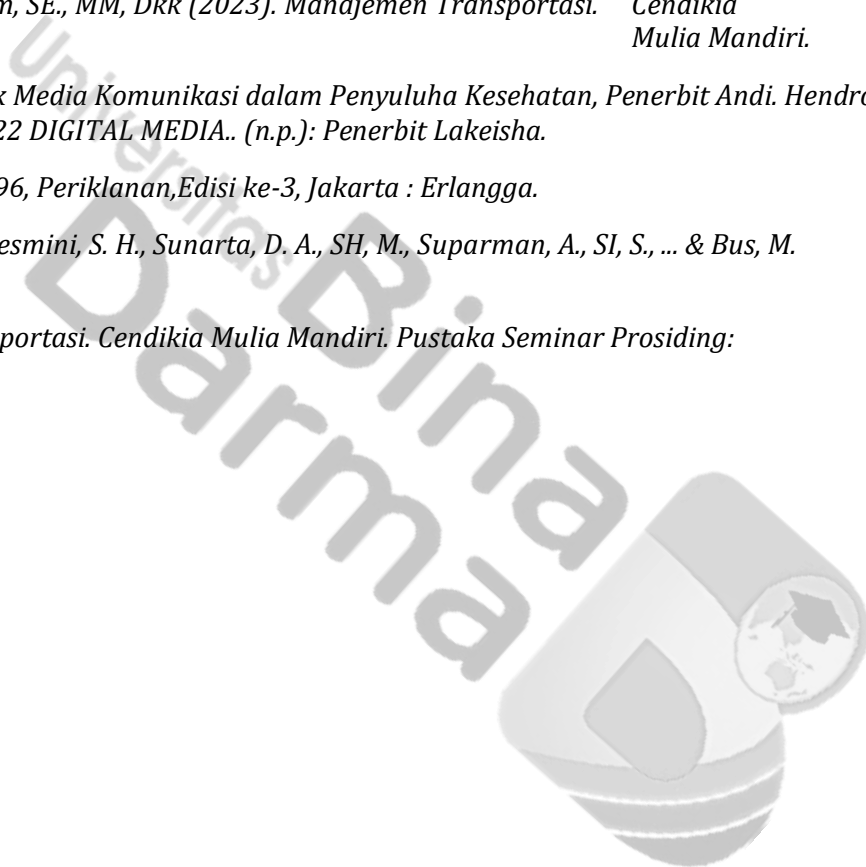 m, SE., MM, Dkk (2023). Manajemen Transportasi. Cendikia
Mulia Mandiri.
k Media Komunikasi dalam Penyuluha Kesehatan, Penerbit Andi. Hendro
22 DIGITAL MEDIA.. (n.p.): Penerbit Lakeisha.
96, Periklanan,Edisi ke-3, Jakarta : Erlangga.
esmini, S. H., Sunarta, D. A., SH, M., Suparman, A., SI, S., ... & Bus, M.
portasi. Cendikia Mulia Mandiri. Pustaka Seminar Prosiding:
Universitas
Bina
Darma